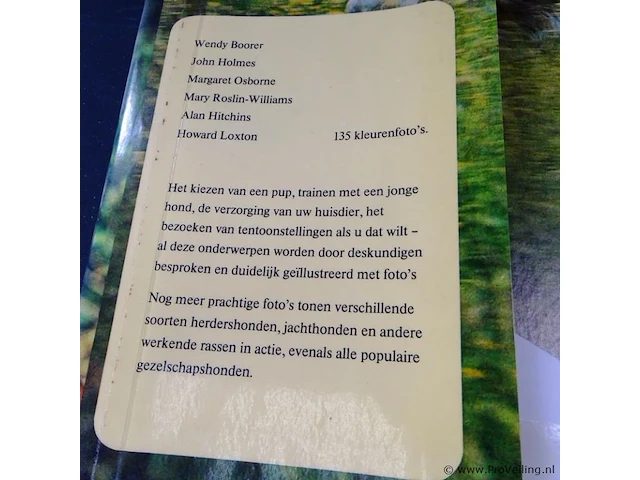 Wendy Boorer
John Holmes
Margaret Osborne
Mary Roslin-Williams
Alan Hitchins
Howard Loxton
135 kleurenfoto's.
Het kiezen van een pup, trainen met een jonge
hond, de verzorging van uw huisdier, het
bezoeken van tentoonstellingen als u dat wilt –
al deze onderwerpen worden door deskundigen
besproken en duidelijk geïllustreerd met foto's
Nog meer prachtige foto's tonen verschillende
soorten herdershonden, jachthonden en andere
werkende rassen in actie, evenals alle populaire
gezelschapshonden.
© www.ProVeiling.nl